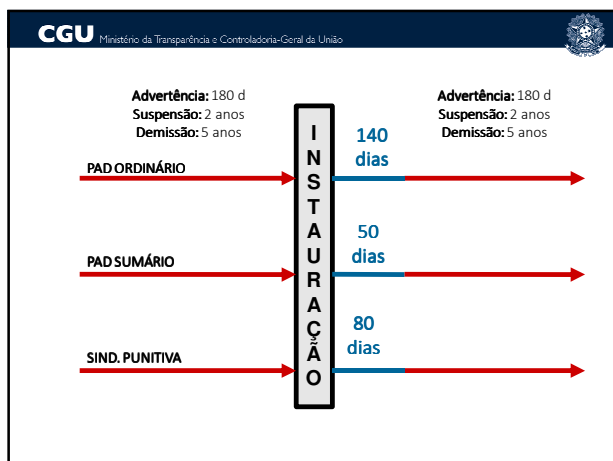 CGU Ministério da Transparência e Controladoria-Geral da União
Advertência: 180 d
Suspensão: 2 anos
Demissão: 5 anos
Advertência: 180 d
Suspensão: 2 anos
Demissão: 5 anos
PAD ORDINÁRIO
PAD SUMÁRIO
SIND. PUNITIVA
I
N
S
T
A
U
R
A
Ç
Ã
O
140
dias
50
dias
80
dias